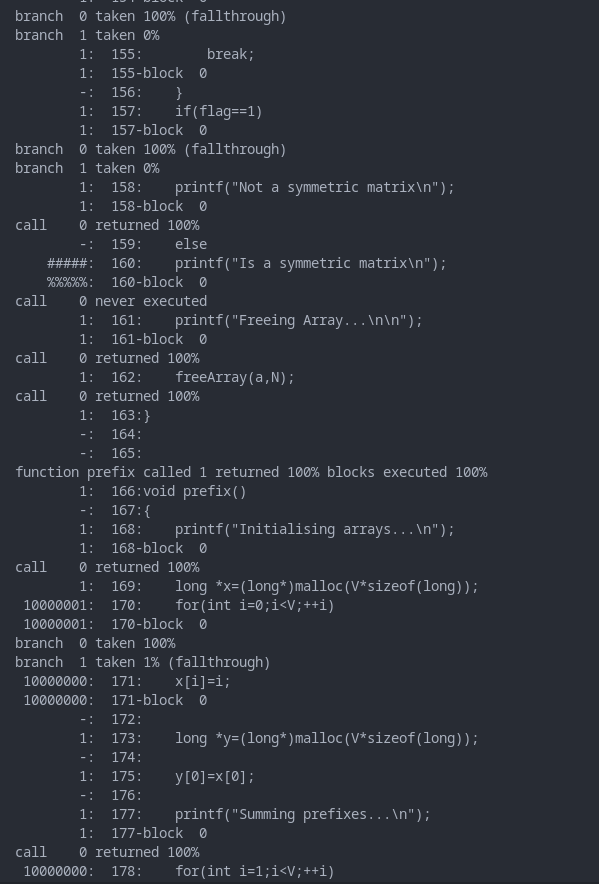 branch  0 taken 100% (fallthrough)
branch  1 taken 0%
        1:  155:        break;
        1:  155-block  0
        -:  156:    }
        1:  157:    if(flag==1)
        1:  157-block  0
branch  0 taken 100% (fallthrough)
branch  1 taken 0%
        1:  158:    printf("Not a symmetric matrix\n");
        1:  158-block  0
call    0 returned 100%
        -:  159:    else
    #####:  160:    printf("Is a symmetric matrix\n");
    %%%%%:  160-block  0
call    0 never executed
        1:  161:    printf("Freeing Array...\n\n");
        1:  161-block  0
call    0 returned 100%
        1:  162:    freeArray(a,N);
call    0 returned 100%
        1:  163:}
        -:  164:
        -:  165:
function prefix called 1 returned 100% blocks executed 100%
        1:  166:void prefix()
        -:  167:{
        1:  168:    printf("Initialising arrays...\n");
        1:  168-block  0
call    0 returned 100%
        1:  169:    long *x=(long*)malloc(V*sizeof(long));
 10000001:  170:    for(int i=0;i<V;++i)
 10000001:  170-block  0
branch  0 taken 100%
branch  1 taken 1% (fallthrough)
 10000000:  171:    x[i]=i;
 10000000:  171-block  0
        -:  172:
        1:  173:    long *y=(long*)malloc(V*sizeof(long));
        -:  174:
        1:  175:    y[0]=x[0];
        -:  176:
        1:  177:    printf("Summing prefixes...\n");
        1:  177-block  0
call    0 returned 100%
 10000000:  178:    for(int i=1;i<V;++i)